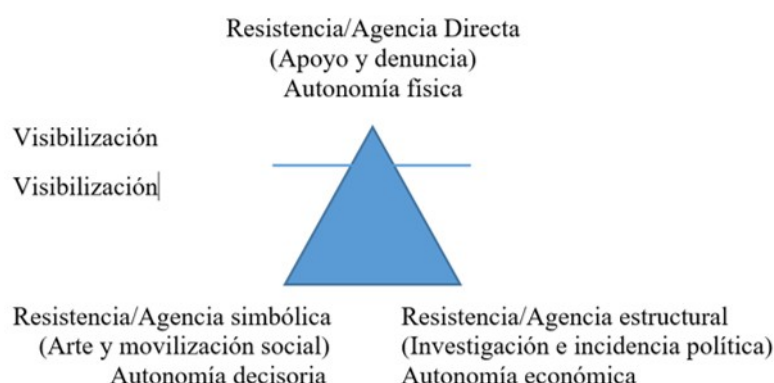 Resistencia/Agencia Directa
(Apoyo y denuncia)
Autonomía física
Visibilización
Visibilización
Resistencia/Agencia simbólica
(Arte y movilización social)
Autonomía decisoria
Resistencia/Agencia estructural
(Investigación e incidencia política)
Autonomía económica